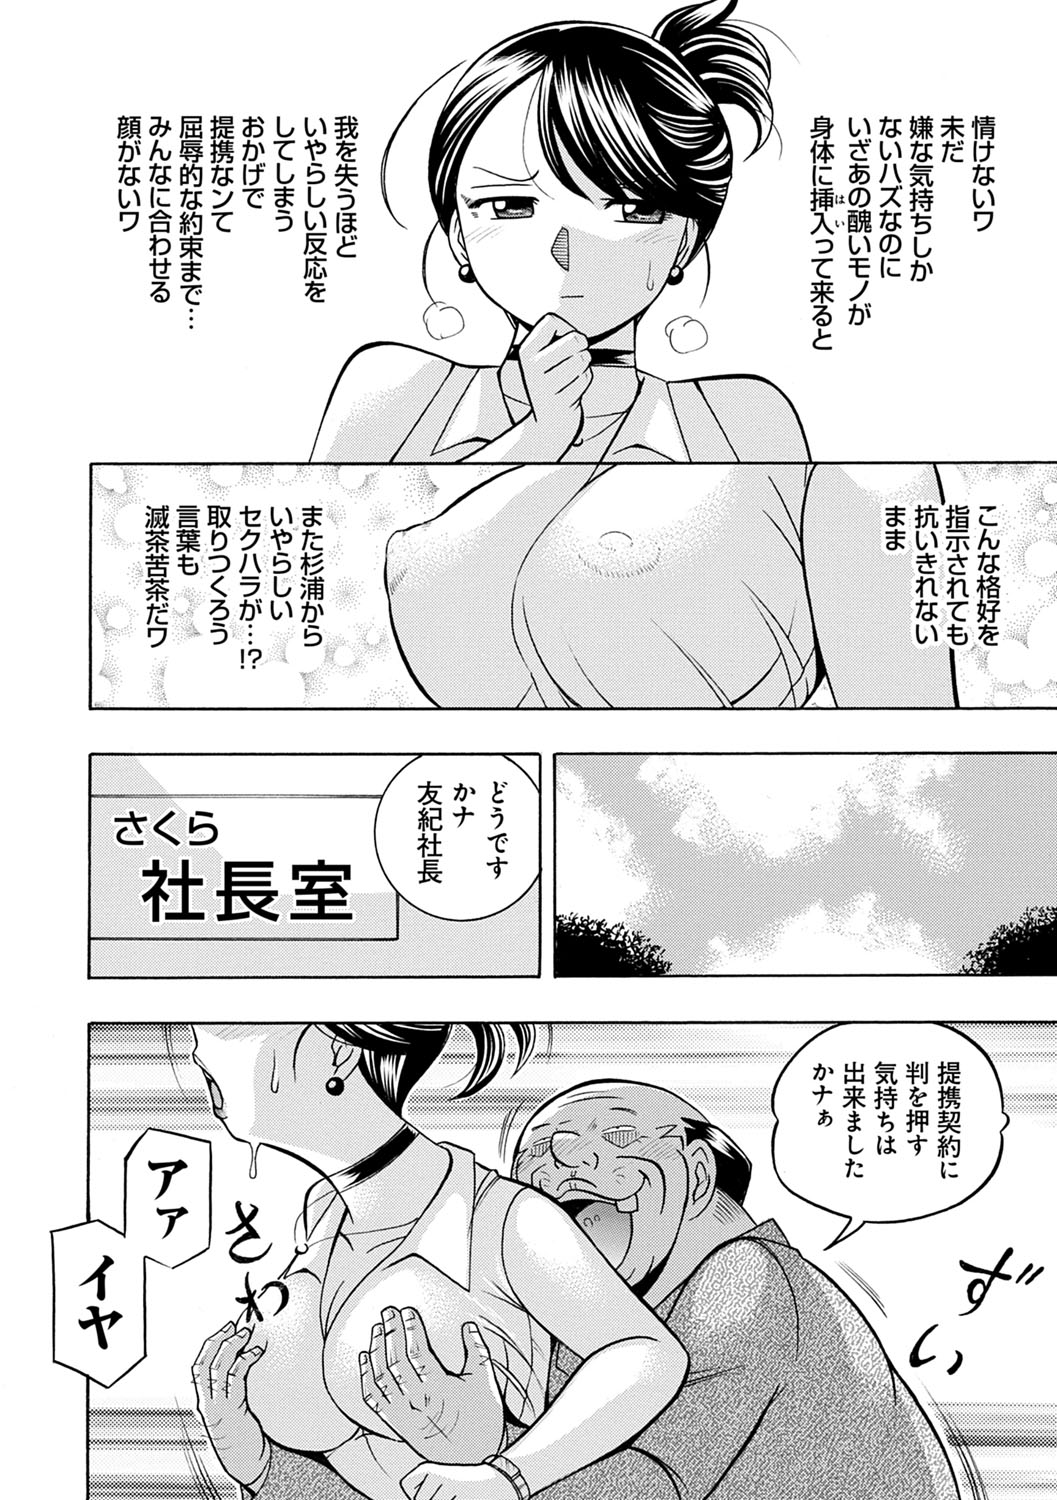 情けないワ
未だ
嫌な気持ちしか
ないハズなのに
いざあの醜いモノが
身体に挿入って来ると
はい
我を失うほど
いやらしい反応を
してしまう
おかげで
提携なンて
屈辱的な約束まで…
みんなに合わせる
顔がないワ
こんな格好を
指示されても
抗いきれない
まま
また杉浦から
いやらしい
セクハラが…!?
取りつくろう
言葉も
滅茶苦茶だワ
どうです
かナ
友紀社長
さくら
社長室
提携契約に
判を押す
気持ちは
出来ました
かナぁ
ずい
さわ
アァ
イヤ